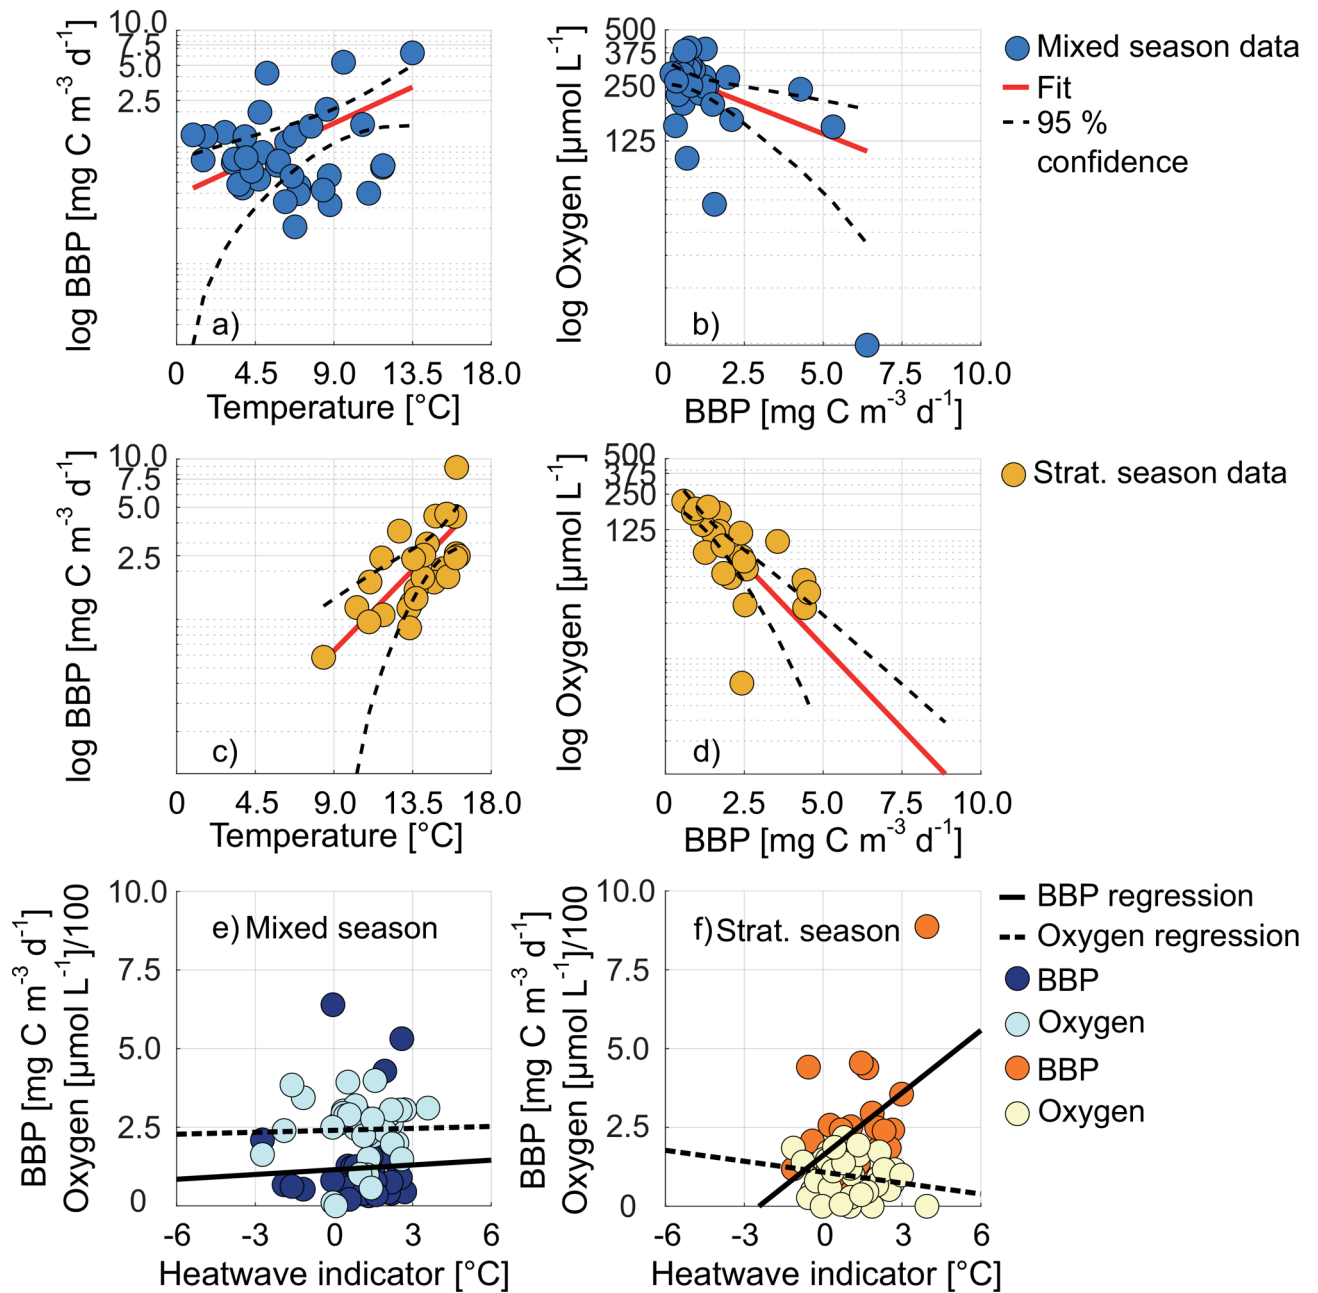 10.0
7.5
5.0
2.5
log BBP [mg C m⁻³ d⁻¹]
a)
0 4.5 9.0 13.5 18.0
Temperature [°C]
500
375
250
125
log Oxygen [µmol L⁻¹]
b)
0 2.5 5.0 7.5 10.0
BBP [mg C m⁻³ d⁻¹]
Mixed season data
Fit
95 %
confidence
10.0
7.5
5.0
2.5
log BBP [mg C m⁻³ d⁻¹]
c)
0 4.5 9.0 13.5 18.0
Temperature [°C]
500
375
250
125
log Oxygen [µmol L⁻¹]
d)
0 2.5 5.0 7.5 10.0
BBP [mg C m⁻³ d⁻¹]
Strat. season data
10.0
7.5
5.0
2.5
0
BBP [mg C m⁻³ d⁻¹]
Oxygen [µmol L⁻¹]/100
e) Mixed season
-6 -3 0 3 6
Heatwave indicator [°C]
10.0
7.5
5.0
2.5
0
BBP [mg C m⁻³ d⁻¹]
Oxygen [µmol L⁻¹]/100
f) Strat. season
-6 -3 0 3 6
Heatwave indicator [°C]
BBP regression
Oxygen regression
BBP
Oxygen
BBP
Oxygen